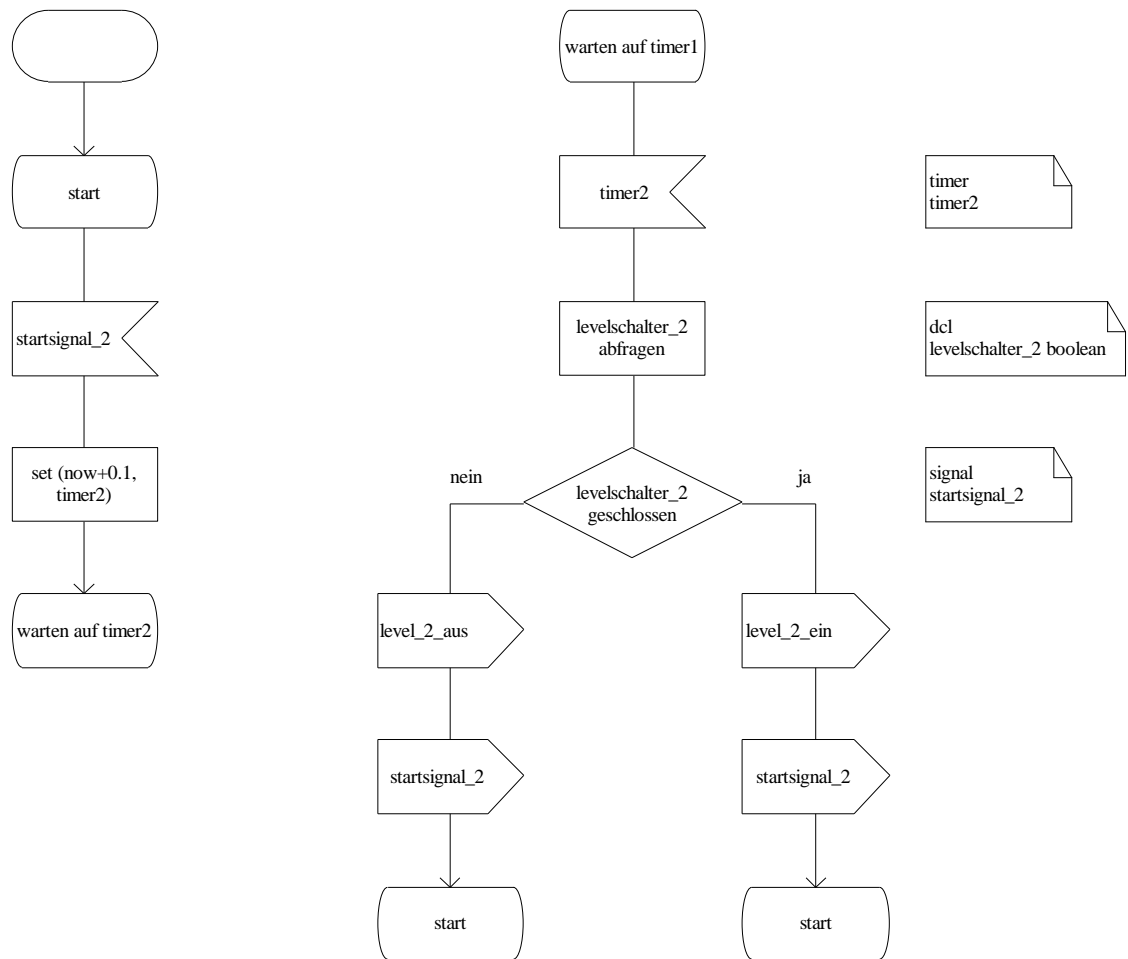 start
startsignal_2
set (now+0.1,
timer2)
warten auf timer2
warten auf timer1
timer2
levelschalter_2
abfragen
levelschalter_2
geschlossen
nein
ja
level_2_aus
startsignal_2
start
level_2_ein
startsignal_2
start
timer
timer2
dcl
levelschalter_2 boolean
signal
startsignal_2